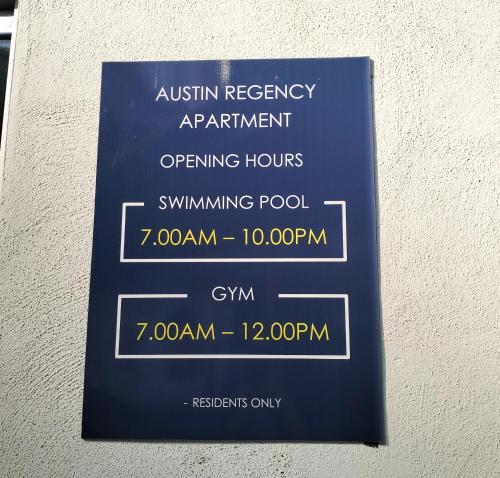 AUSTIN REGENCY
APARTMENT
OPENING HOURS
SWIMMING POOL
7.00AM – 10.00PM
GYM
7.00AM – 12.00PM
- RESIDENTS ONLY